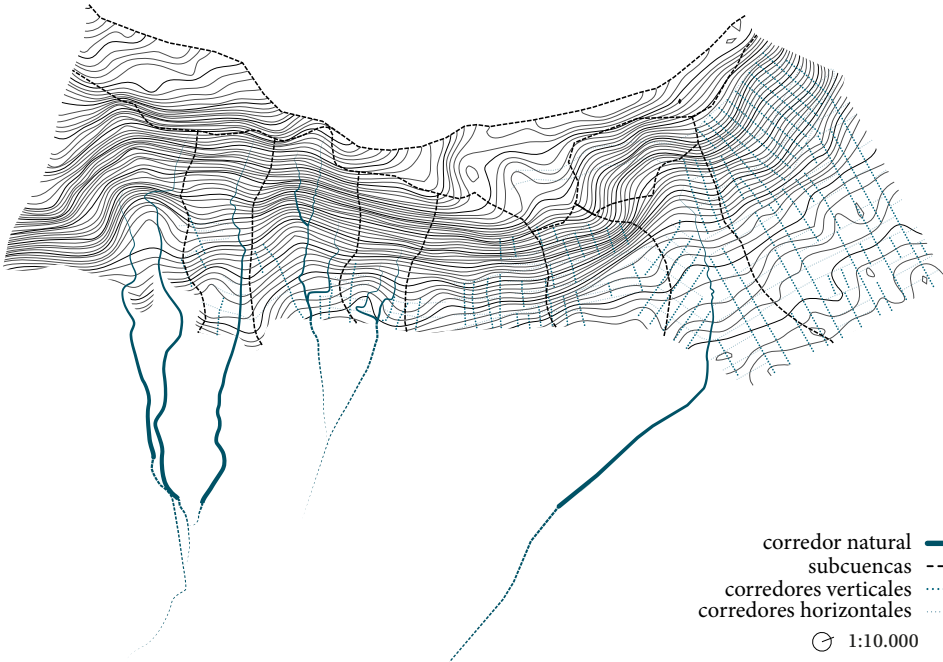 corredor natural
subcuencas
corredores verticales
corredores horizontales
1:10.000